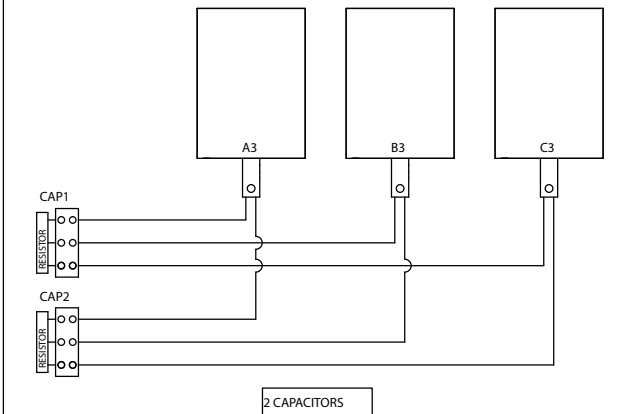 A3
B3
C3
CAP1
RESISTOR
CAP2
RESISTOR
2 CAPACITORS